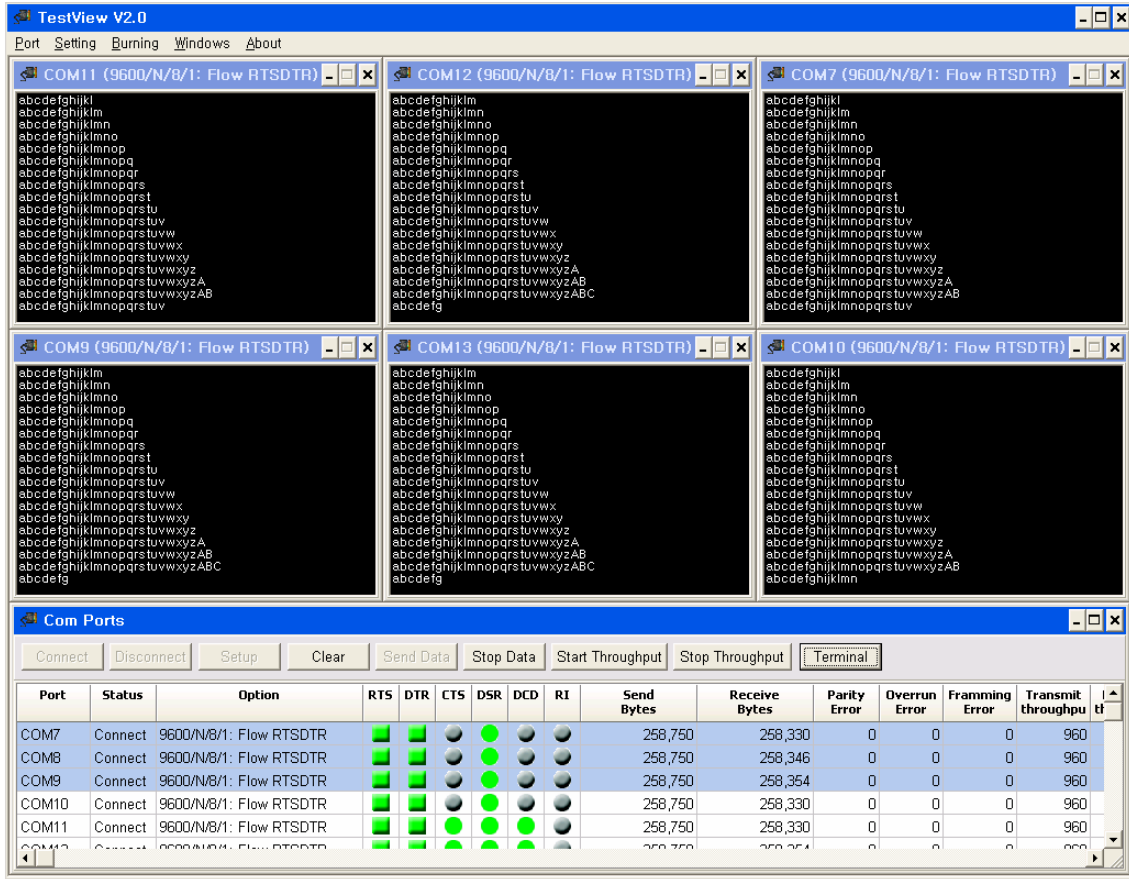 TestView V2.0
Port Setting Burning Windows About
COM11 (9600/N/8/1: Flow RTSDTR)
abcdefghijkl
abcdefghijklm
abcdefghijklmn
abcdefghijklmno
abcdefghijklmnop
abcdefghijklmnopq
abcdefghijklmnopqr
abcdefghijklmnopqrs
abcdefghijklmnopqrst
abcdefghijklmnopqrstu
abcdefghijklmnopqrstuv
abcdefghijklmnopqrstuvw
abcdefghijklmnopqrstuvwx
abcdefghijklmnopqrstuvwxy
abcdefghijklmnopqrstuvwxyz
abcdefghijklmnopqrstuvwxyzA
abcdefghijklmnopqrstuvwxyzAB
abcdefghijklmnopqrstuv
COM12 (9600/N/8/1: Flow RTSDTR)
abcdefghijklm
abcdefghijklmn
abcdefghijklmno
abcdefghijklmnop
abcdefghijklmnopq
abcdefghijklmnopqr
abcdefghijklmnopqrs
abcdefghijklmnopqrst
abcdefghijklmnopqrstu
abcdefghijklmnopqrstuv
abcdefghijklmnopqrstuvw
abcdefghijklmnopqrstuvwx
abcdefghijklmnopqrstuvwxy
abcdefghijklmnopqrstuvwxyz
abcdefghijklmnopqrstuvwxyzA
abcdefghijklmnopqrstuvwxyzAB
abcdefghijklmnopqrstuvwxyzABC
abcdefg
COM7 (9600/N/8/1: Flow RTSDTR)
abcdefghijkl
abcdefghijklm
abcdefghijklmn
abcdefghijklmno
abcdefghijklmnop
abcdefghijklmnopq
abcdefghijklmnopqr
abcdefghijklmnopqrs
abcdefghijklmnopqrst
abcdefghijklmnopqrstu
abcdefghijklmnopqrstuv
abcdefghijklmnopqrstuvw
abcdefghijklmnopqrstuvwx
abcdefghijklmnopqrstuvwxy
abcdefghijklmnopqrstuvwxyz
abcdefghijklmnopqrstuvwxyzA
abcdefghijklmnopqrstuvwxyzAB
abcdefghijklmnopqrstuv
COM9 (9600/N/8/1: Flow RTSDTR)
abcdefghijklm
abcdefghijklmn
abcdefghijklmno
abcdefghijklmnop
abcdefghijklmnopq
abcdefghijklmnopqr
abcdefghijklmnopqrs
abcdefghijklmnopqrst
abcdefghijklmnopqrstu
abcdefghijklmnopqrstuv
abcdefghijklmnopqrstuvw
abcdefghijklmnopqrstuvwx
abcdefghijklmnopqrstuvwxy
abcdefghijklmnopqrstuvwxyz
abcdefghijklmnopqrstuvwxyzA
abcdefghijklmnopqrstuvwxyzAB
abcdefghijklmnopqrstuvwxyzABC
abcdefg
COM13 (9600/N/8/1: Flow RTSDTR)
abcdefghijklm
abcdefghijklmn
abcdefghijklmno
abcdefghijklmnop
abcdefghijklmnopq
abcdefghijklmnopqr
abcdefghijklmnopqrs
abcdefghijklmnopqrst
abcdefghijklmnopqrstu
abcdefghijklmnopqrstuv
abcdefghijklmnopqrstuvw
abcdefghijklmnopqrstuvwx
abcdefghijklmnopqrstuvwxy
abcdefghijklmnopqrstuvwxyz
abcdefghijklmnopqrstuvwxyzA
abcdefghijklmnopqrstuvwxyzAB
abcdefghijklmnopqrstuvwxyzABC
abcdefg
COM10 (9600/N/8/1: Flow RTSDTR)
abcdefghijkl
abcdefghijklm
abcdefghijklmn
abcdefghijklmno
abcdefghijklmnop
abcdefghijklmnopq
abcdefghijklmnopqr
abcdefghijklmnopqrs
abcdefghijklmnopqrst
abcdefghijklmnopqrstu
abcdefghijklmnopqrstuv
abcdefghijklmnopqrstuvw
abcdefghijklmnopqrstuvwx
abcdefghijklmnopqrstuvwxy
abcdefghijklmnopqrstuvwxyz
abcdefghijklmnopqrstuvwxyzA
abcdefghijklmnopqrstuvwxyzAB
abcdefghijklmn
Com Ports
Connect Disconnect Setup Clear Send Data Stop Data Start Throughput Stop Throughput Terminal
Port Status Option RTS DTR CTS DSR DCD RI Send Bytes Receive Bytes Parity Error Overrun Error Framming Error Transmit throughpu
COM7 Connect 9600/N/8/1: Flow RTSDTR 258,750 258,330 0 0 0 960
COM8 Connect 9600/N/8/1: Flow RTSDTR 258,750 258,346 0 0 0 960
COM9 Connect 9600/N/8/1: Flow RTSDTR 258,750 258,354 0 0 0 960
COM10 Connect 9600/N/8/1: Flow RTSDTR 258,750 258,330 0 0 0 960
COM11 Connect 9600/N/8/1: Flow RTSDTR 258,750 258,330 0 0 0 960